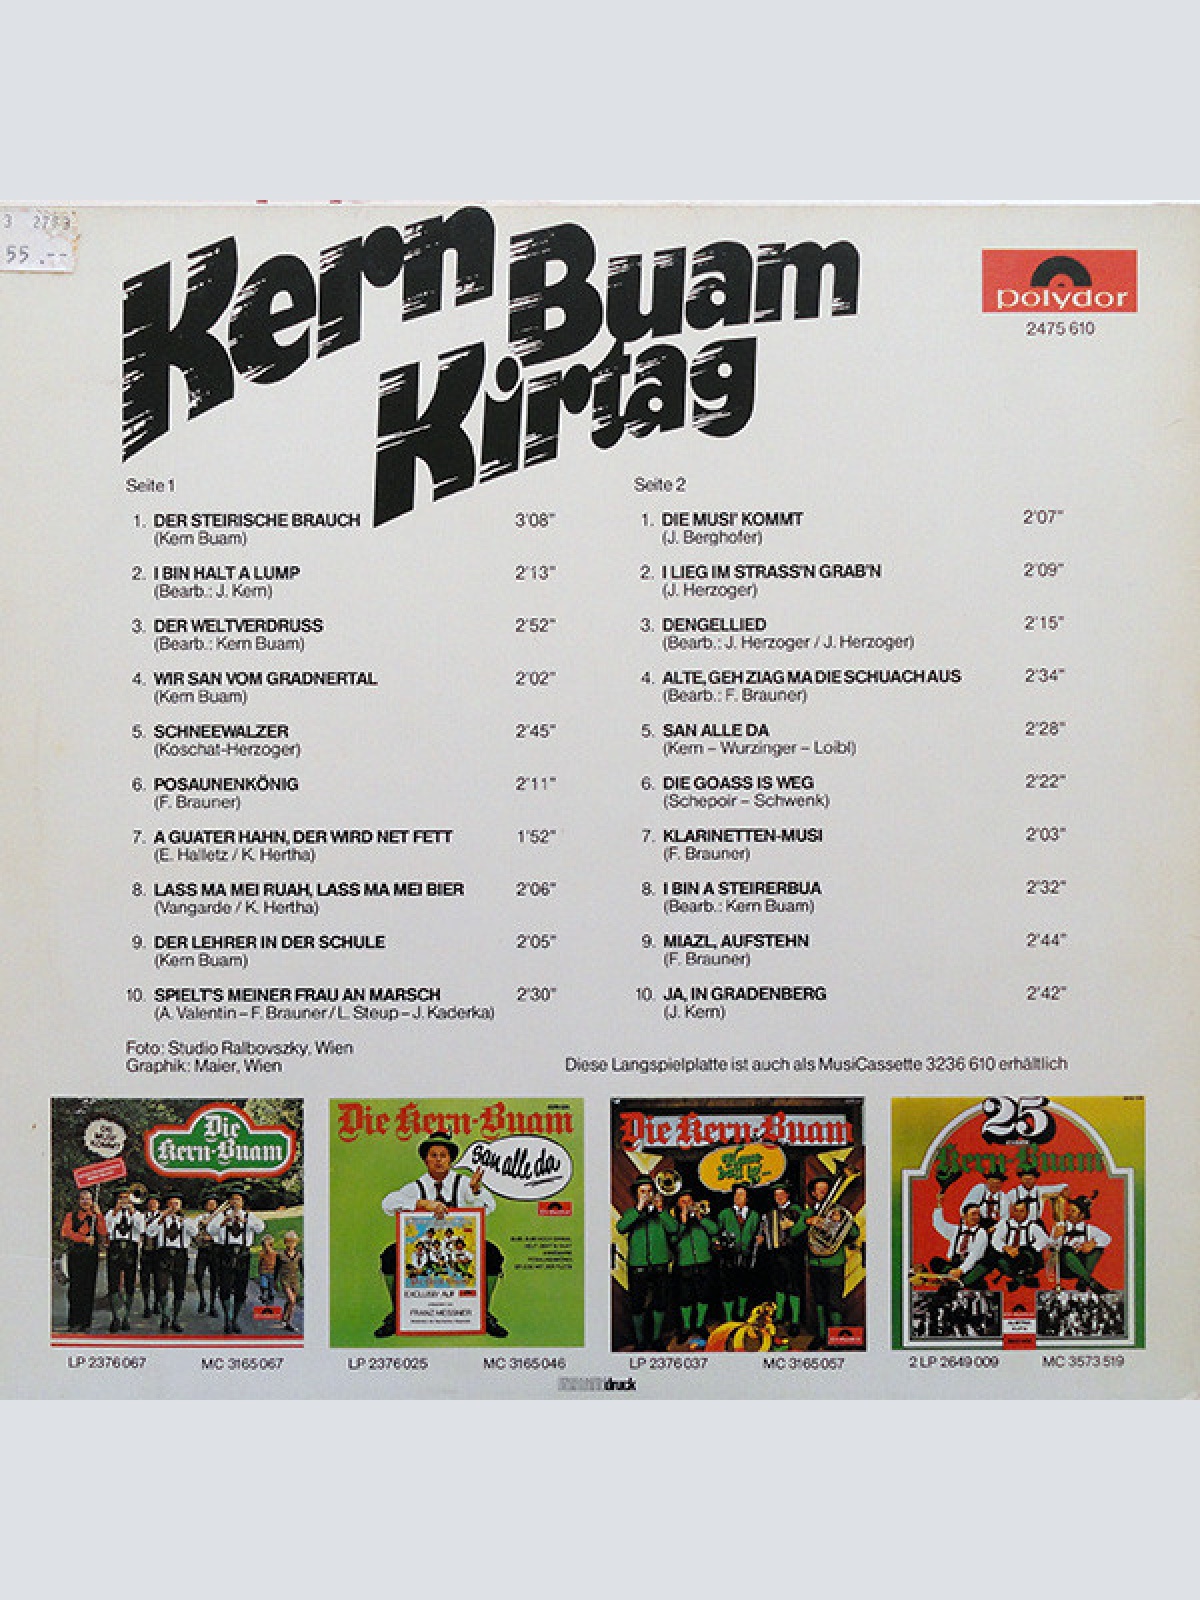 3 2793
55.--
Kern Buam
Kirtag
polydor
2475 610
Seite 1
1. DER STEIRISCHE BRAUCH 3'08"
(Kern Buam)
2. I BIN HALT A LUMP 2'13"
(Bearb.: J. Kern)
3. DER WELTVERDRUSS 2'52"
(Bearb.: Kern Buam)
4. WIR SAN VOM GRADNERTAL 2'02"
(Kern Buam)
5. SCHNEEWALZER 2'45"
(Koschat-Herzoger)
6. POSAUNENKÖNIG 2'11"
(F. Brauner)
7. A GUATER HAHN, DER WIRD NET FETT 1'52"
(E. Halletz / K. Hertha)
8. LASS MA MEI RUAH, LASS MA MEI BIER 2'06"
(Vangarde / K. Hertha)
9. DER LEHRER IN DER SCHULE 2'05"
(Kern Buam)
10. SPIELT'S MEINER FRAU AN MARSCH 2'30"
(A. Valentin – F. Brauner / L. Steup – J. Kaderka)
Seite 2
1. DIE MUSI' KOMMT 2'07"
(J. Berghofer)
2. I LIEG IM STRASS'N GRAB'N 2'09"
(J. Herzoger)
3. DENGELLIED 2'15"
(Bearb.: J. Herzoger / J. Herzoger)
4. ALTE, GEH ZIAG MA DIE SCHUACH AUS 2'34"
(Bearb.: F. Brauner)
5. SAN ALLE DA 2'28"
(Kern – Wurzinger – Loibl)
6. DIE GOASS IS WEG 2'22"
(Schepoir – Schwenk)
7. KLARINETTEN-MUSI 2'03"
(F. Brauner)
8. I BIN A STEIRERBUA 2'32"
(Bearb.: Kern Buam)
9. MIAZL, AUFSTEHN 2'44"
(F. Brauner)
10. JA, IN GRADENBERG 2'42"
(J. Kern)
Foto: Studio Ralbovszky, Wien
Graphik: Maier, Wien
Diese Langspielplatte ist auch als MusiCassette 3236 610 erhältlich
Die
Kern-Buam
Die Kern-Buam
san alle da
EXCLUSIV AUF
FRANZ MESSNER
Die Kern-Buam
25
Kern-Buam
LP 2376 067 MC 3165 067
LP 2376 025 MC 3165 046
LP 2376 037 MC 3165 057
2 LP 2649 009 MC 3573 519
druck